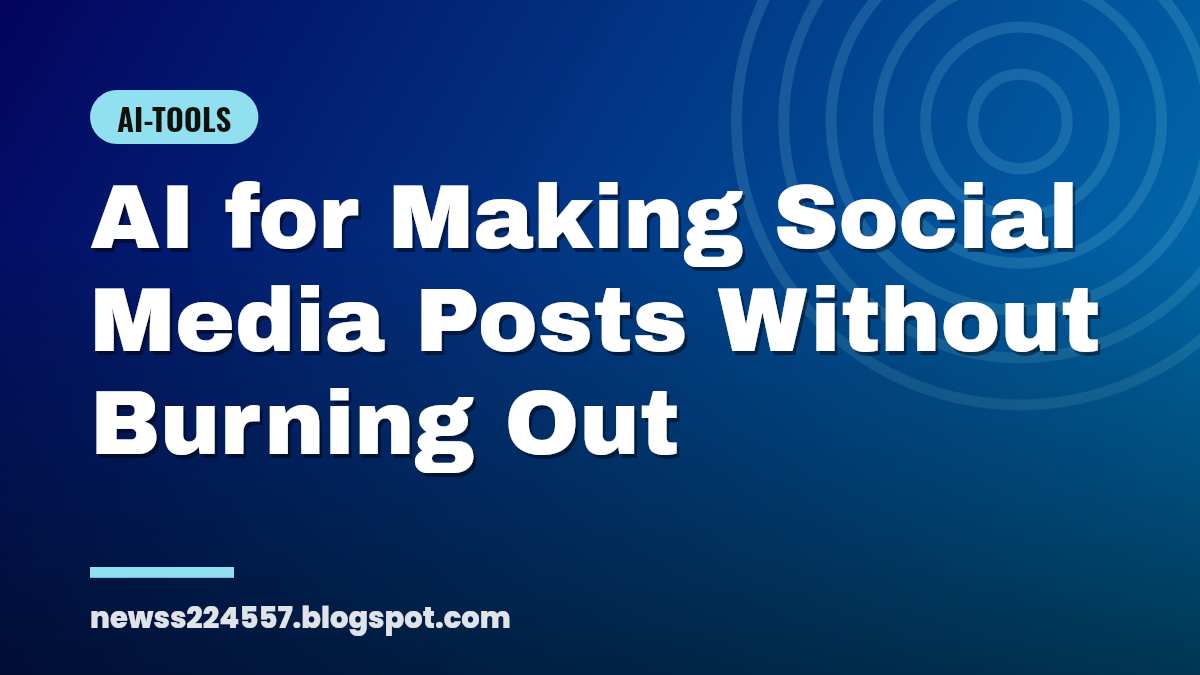 AI-TOOLS
AI for Making Social
Media Posts Without
Burning Out
newss224557.blogspot.com